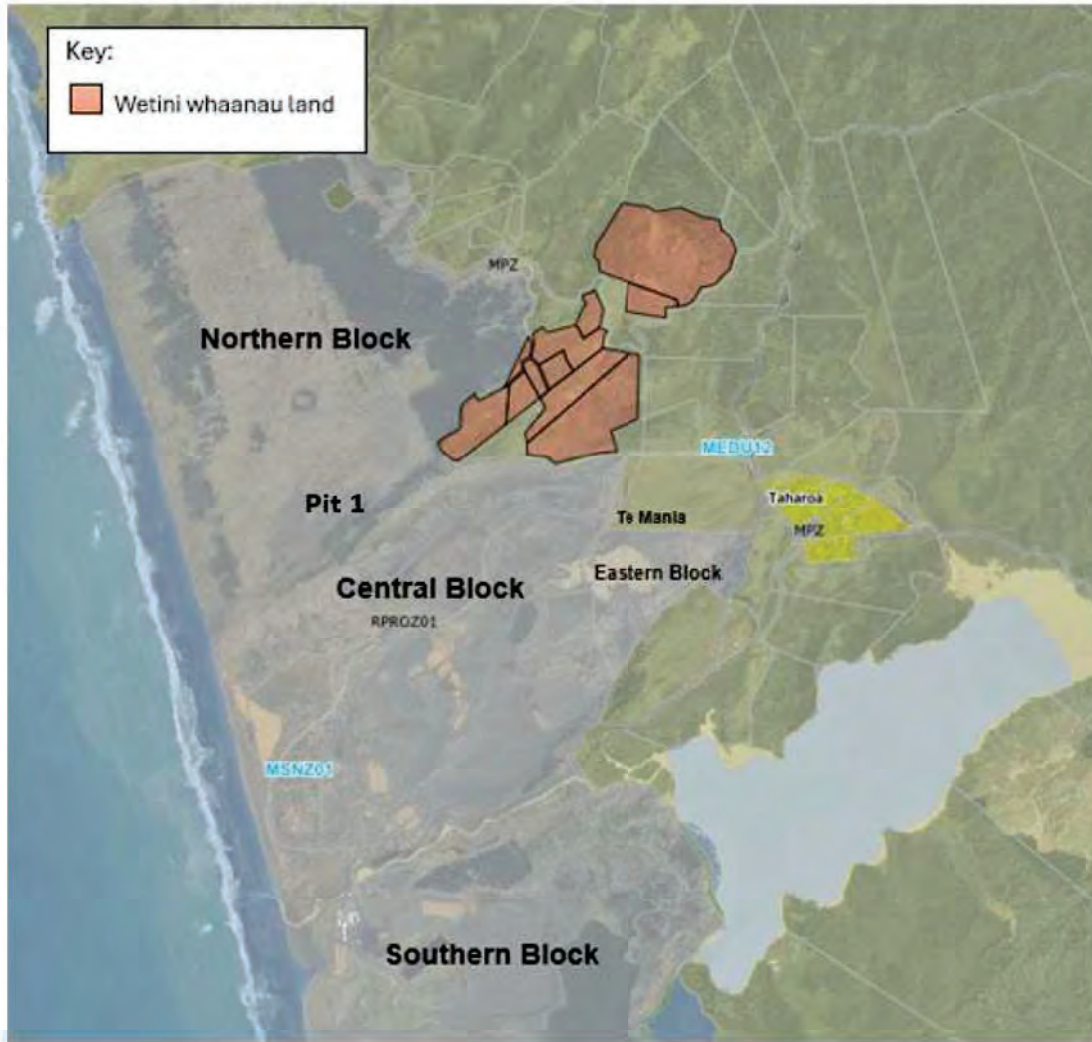 Key:
Wetini whaanau land
MPZ
Northern Block
MEDU12
Taharoa
Pit 1
Te Mania
MPZ
Eastern Block
Central Block
RPROZ01
MSNZ01
Southern Block